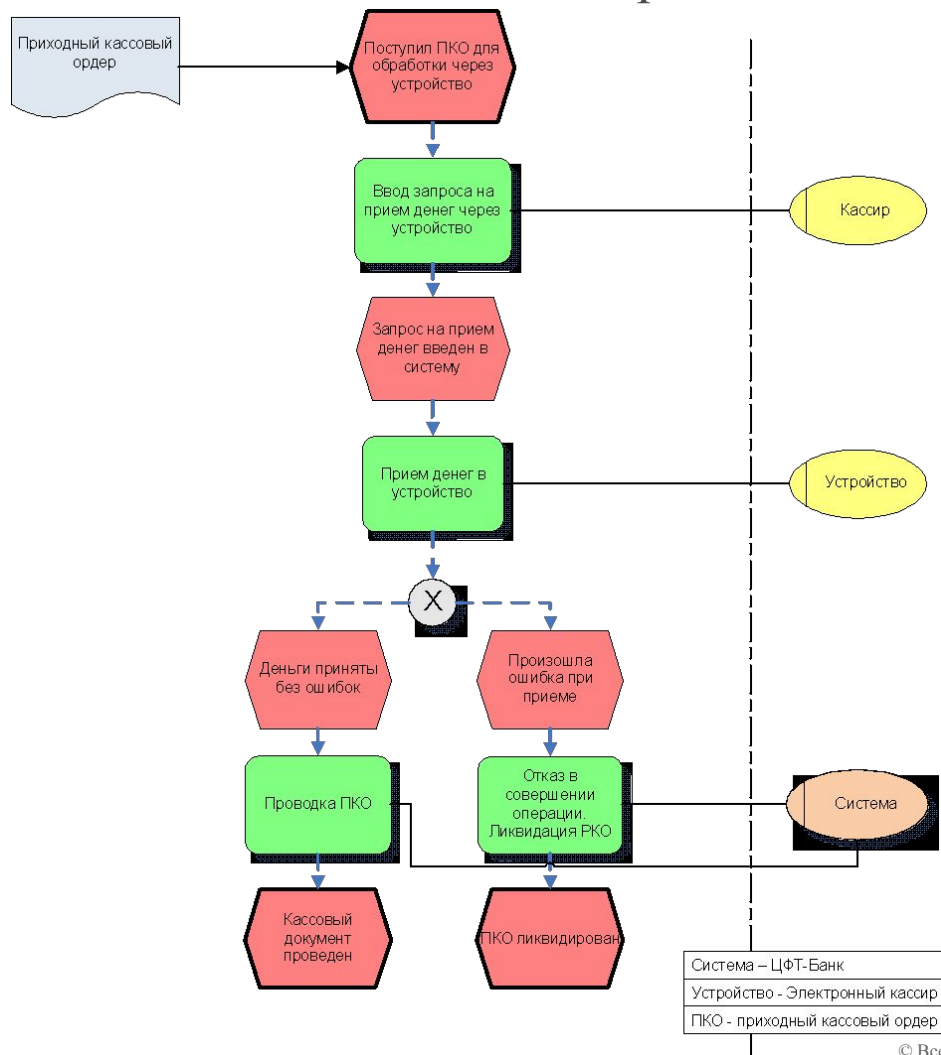 Приходный кассовый
ордер
Поступил ПКО для
обработки через
устройство
Ввод запроса на
прием денег через
устройство
Кассир
Запрос на прием
денег введен в
систему
Прием денег в
устройство
Устройство
X
Деньги приняты
без ошибок
Произошла
ошибка при
приеме
Проводка ПКО
Отказ в
совершении
операции.
Ликвидация РКО
Система
Кассовый
документ
проведен
ПКО ликвидирован
Система – ЦФТ-Банк
Устройство - Электронный кассир
ПКО - приходный кассовый ордер
© Все